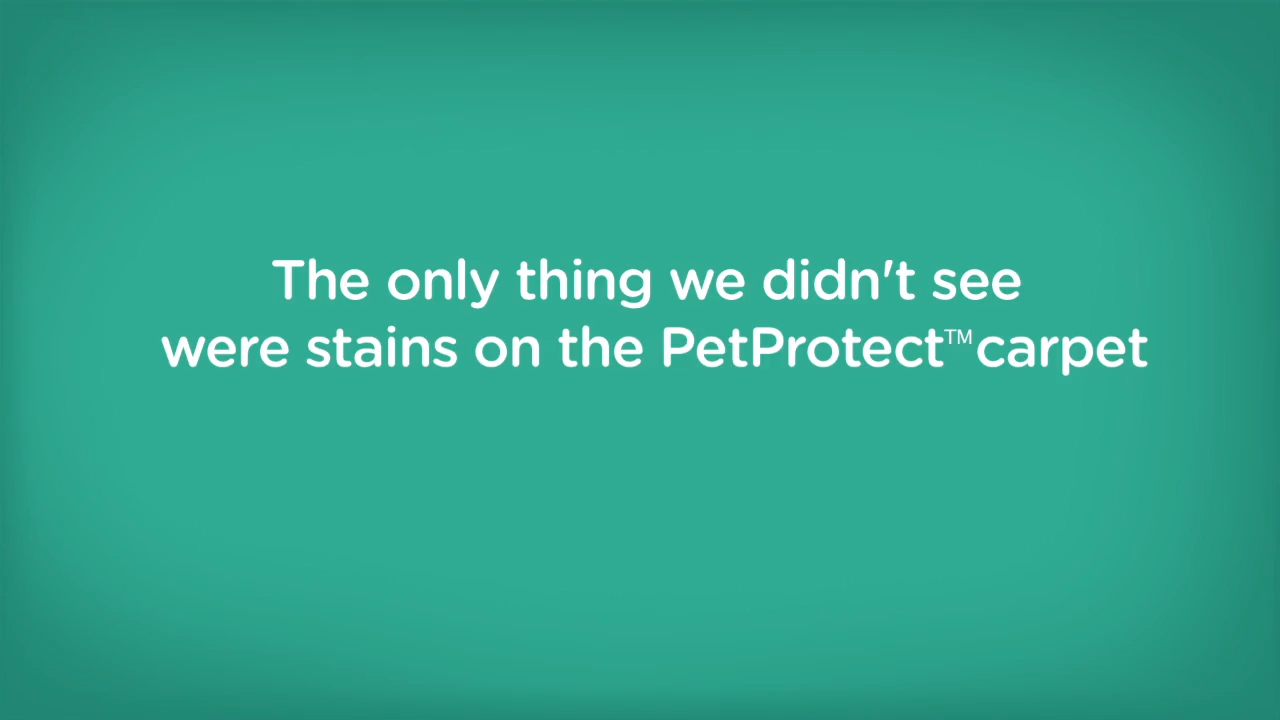 The only thing we didn't see
were stains on the PetProtect™ carpet